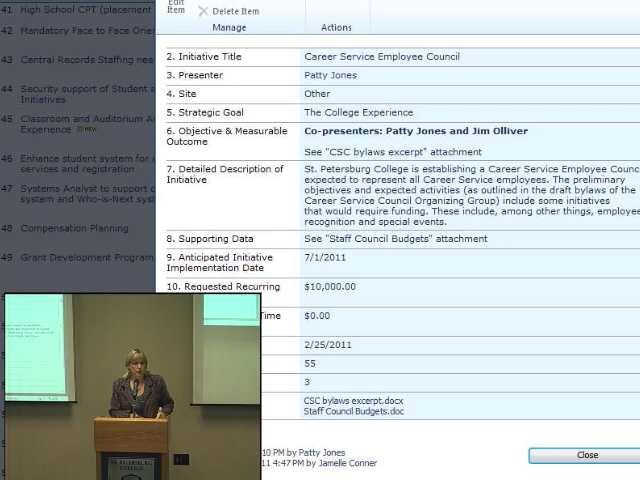 41 High School CPT (placement
42 Mandatory Face to Face Orien
43 Central Records Staffing nee
44 Security support of Student a
Initiatives
45 Classroom and Auditorium A
Experience NEW
46 Enhance student system for
services and registration
47 Systems Analyst to support c
system and Who-is-Next syst
48 Compensation Planning
49 Grant Development Program
Edit
Item
Delete Item
Manage
Actions
2. Initiative Title Career Service Employee Council
3. Presenter Patty Jones
4. Site Other
5. Strategic Goal The College Experience
6. Objective & Measurable
Outcome
Co-presenters: Patty Jones and Jim Olliver
See "CSC bylaws excerpt" attachment
7. Detailed Description of
Initiative
St. Petersburg College is establishing a Career Service Employee Counc
expected to represent all Career Service employees. The preliminary
objectives and expected activities (as outlined in the draft bylaws of the
Career Service Council Organizing Group) include some initiatives
that would require funding. These include, among other things, employee
recognition and special events.
8. Supporting Data See "Staff Council Budgets" attachment
9. Anticipated Initiative
Implementation Date
7/1/2011
10. Requested Recurring
$10,000.00
Time
$0.00
2/25/2011
55
3
CSC bylaws excerpt.docx
Staff Council Budgets.doc
10 PM by Patty Jones
11 4:47 PM by Jamelle Conner
Close
ST. PETERSBURG
COLLEGE